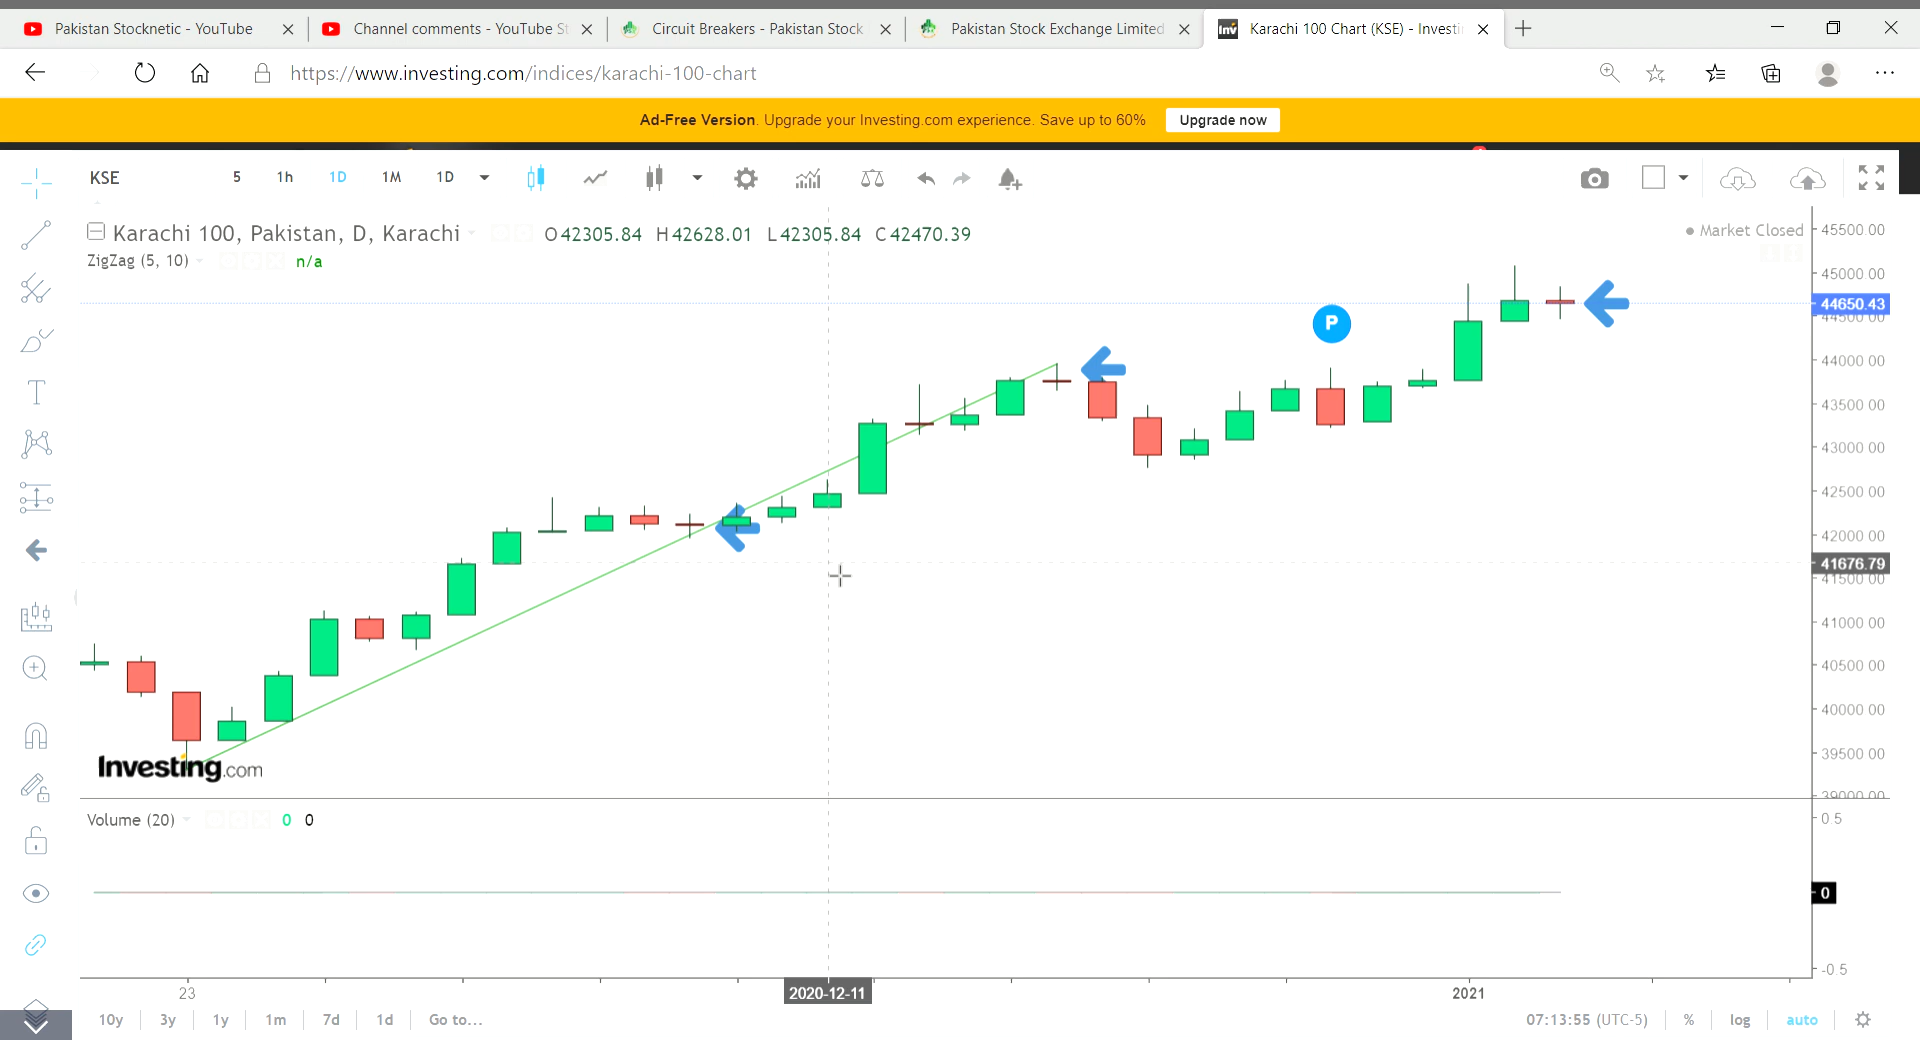 Pakistan Stocknetic - YouTube
Channel comments - YouTube St
Circuit Breakers - Pakistan Stock
Pakistan Stock Exchange Limited
Karachi 100 Chart (KSE) - Investi
https://www.investing.com/indices/karachi-100-chart
Ad-Free Version. Upgrade your Investing.com experience. Save up to 60% Upgrade now
KSE 5 1h 1D 1M 1D
Karachi 100, Pakistan, D, Karachi O42305.84 H42628.01 L42305.84 C42470.39
Market Closed
ZigZag (5, 10) n/a
45500.00
45000.00
44650.43
44500.00
P
44000.00
43500.00
43000.00
42500.00
42000.00
41676.79
41500.00
41000.00
40500.00
40000.00
39500.00
39000.00
Investing.com
Volume (20) 0 0
0.5
0
-0.5
23 2020-12-11 2021
10y 3y 1y 1m 7d 1d Go to...
07:13:55 (UTC-5) % log auto